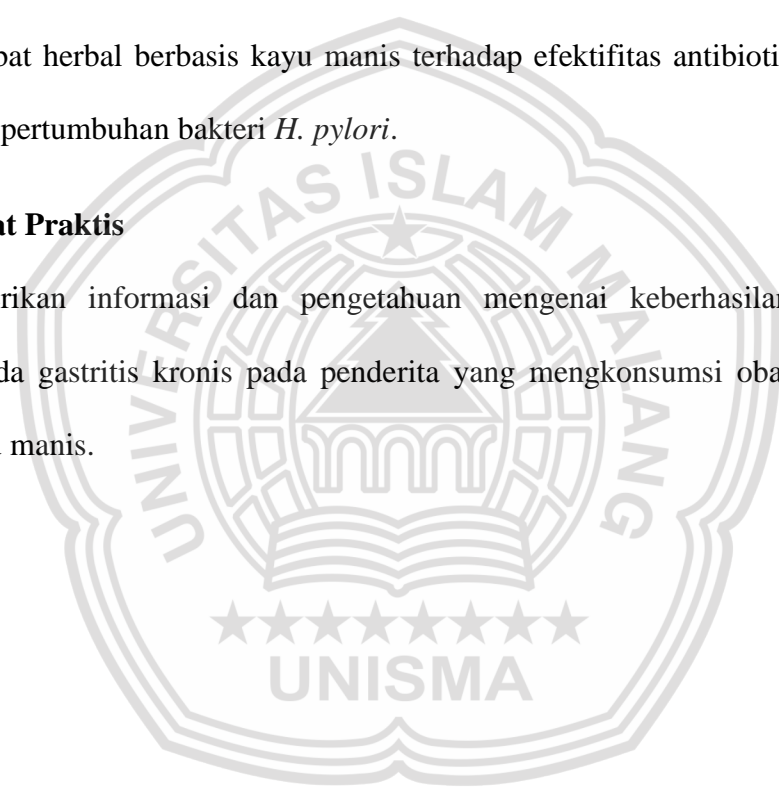 bat herbal berbasis kayu manis terhadap efektifitas antibioti
pertumbuhan bakteri H. pylori.
at Praktis
rikan informasi dan pengetahuan mengenai keberhasilan
da gastritis kronis pada penderita yang mengkonsumsi oba
manis.
UNIVERSITAS ISLAM MALANG
UNISMA